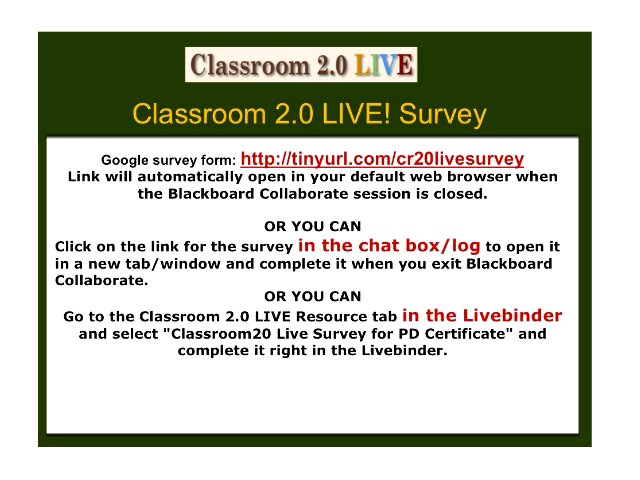 Classroom 2.0 LIVE
Classroom 2.0 LIVE! Survey
Google survey form: http://tinyurl.com/cr20livesurvey
Link will automatically open in your default web browser when
the Blackboard Collaborate session is closed.
OR YOU CAN
Click on the link for the survey in the chat box/log to open it
in a new tab/window and complete it when you exit Blackboard
Collaborate.
OR YOU CAN
Go to the Classroom 2.0 LIVE Resource tab in the Livebinder
and select "Classroom20 Live Survey for PD Certificate" and
complete it right in the Livebinder.